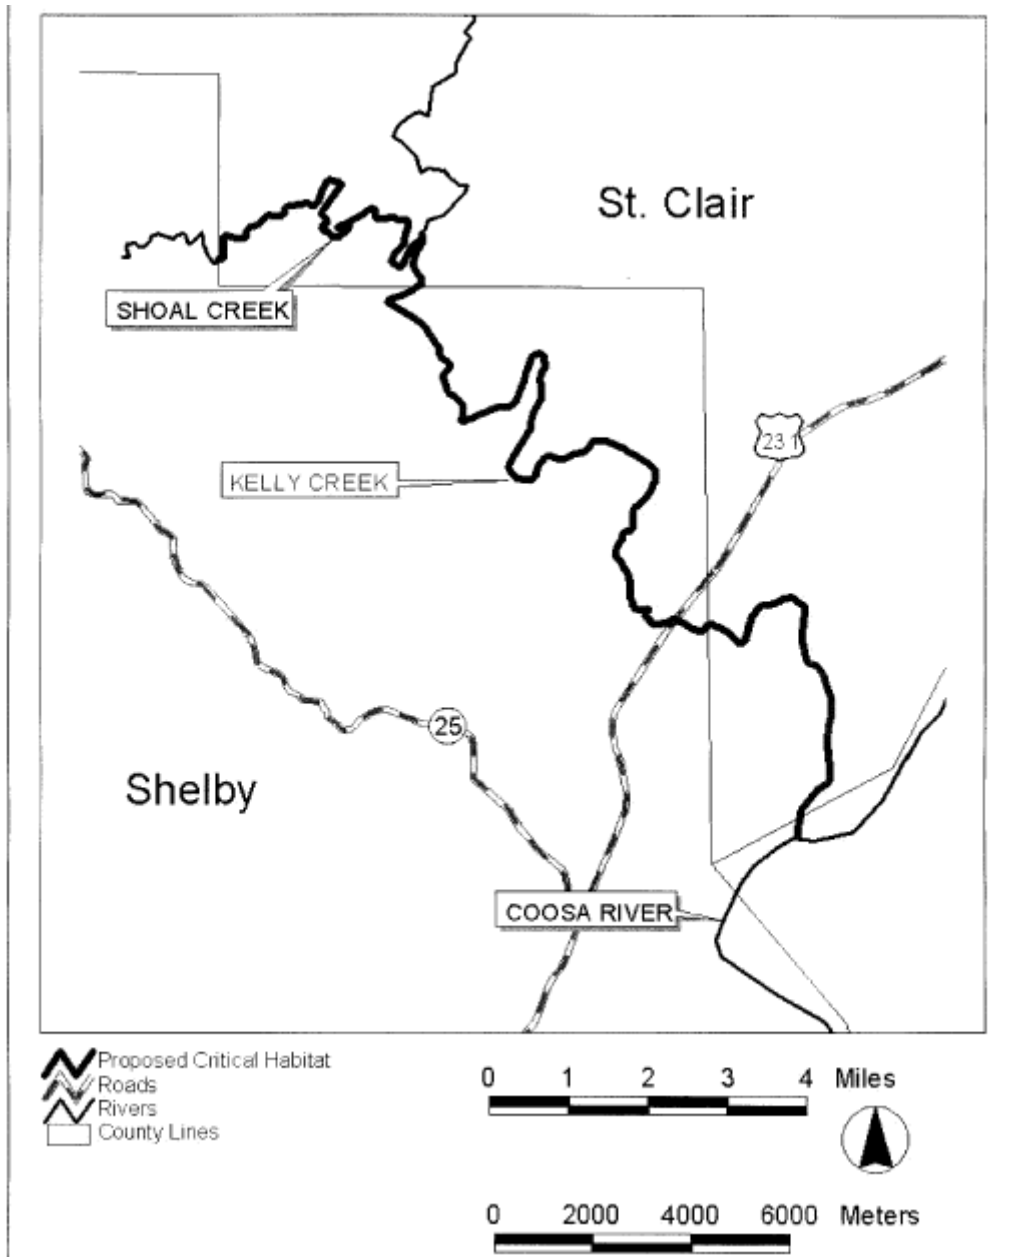 St. Clair
SHOAL CREEK
231
KELLY CREEK
25
Shelby
COOSA RIVER
Proposed Critical Habitat
Roads
Rivers
County Lines
0 1 2 3 4 Miles
0 2000 4000 6000 Meters